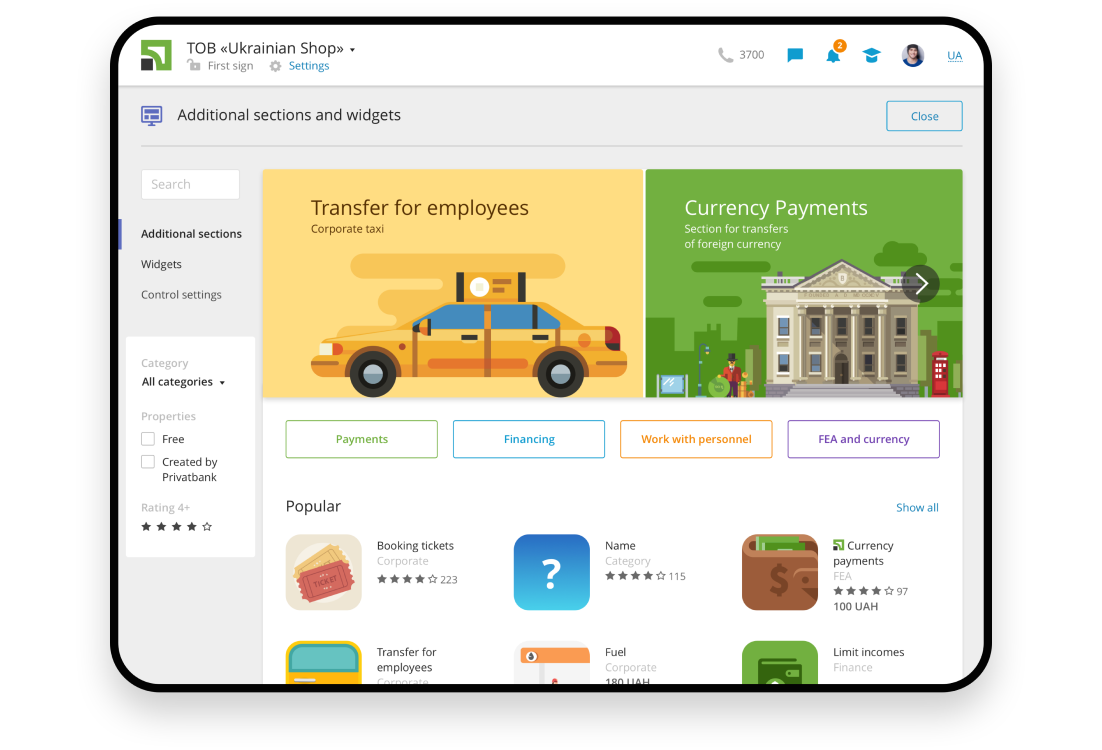 TOB «Ukrainian Shop»
First sign
Settings
3700
2
UA
Additional sections and widgets
Close
Search
Additional sections
Widgets
Control settings
Category
All categories
Properties
Free
Created by
Privatbank
Rating 4+
Transfer for employees
Corporate taxi
Currency Payments
Section for transfers
of foreign currency
Payments
Financing
Work with personnel
FEA and currency
Popular
Show all
TICKET
Booking tickets
Corporate
223
?
Name
Category
115
$
Currency
payments
FEA
97
100 UAH
Transfer for
employees
Corporate
Fuel
Corporate
180 UAH
Limit incomes
Finance